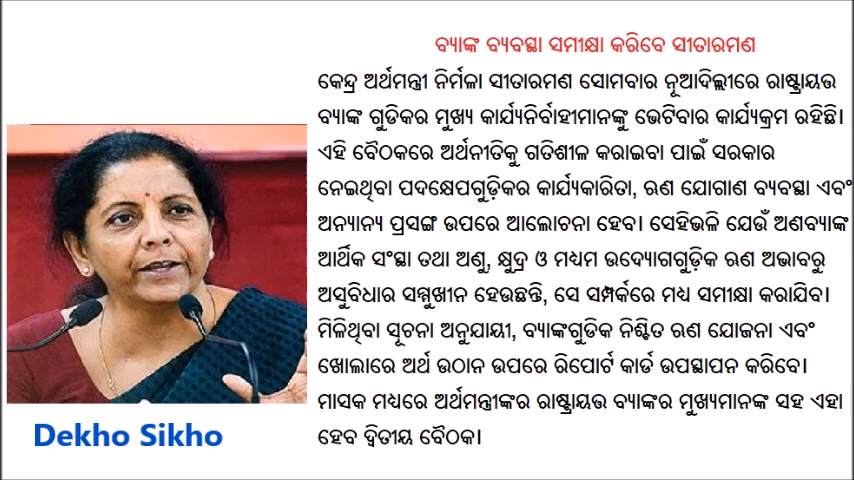 ବ୍ୟାଙ୍କ ବ୍ୟବସ୍ଥା ସମୀକ୍ଷା କରିବେ ସୀତାରମଣ
କେନ୍ଦ୍ର ଅର୍ଥମନ୍ତ୍ରୀ ନିର୍ମଳା ସୀତାରମଣ ସୋମବାର ନୂଆଦିଲ୍ଲୀରେ ରାଷ୍ଟ୍ରାୟତ୍ତ
ବ୍ୟାଙ୍କ ଗୁଡିକର ମୁଖ୍ୟ କାର୍ଯ୍ୟନିର୍ବାହୀମାନଙ୍କୁ ଭେଟିବାର କାର୍ଯ୍ୟକ୍ରମ ରହିଛି।
ଏହି ବୈଠକରେ ଅର୍ଥନୀତିକୁ ଗତିଶୀଳ କରାଇବା ପାଇଁ ସରକାର
ନେଇଥିବା ପଦକ୍ଷେପଗୁଡ଼ିକର କାର୍ଯ୍ୟକାରିତା, ଋଣ ଯୋଗାଣ ବ୍ୟବସ୍ଥା ଏବଂ
ଅନ୍ୟାନ୍ୟ ପ୍ରସଙ୍ଗ ଉପରେ ଆଲୋଚନା ହେବ। ସେହିଭଳି ଯେଉଁ ଅଣବ୍ୟାଙ୍କ
ଆର୍ଥିକ ସଂସ୍ଥା ତଥା ଅଣୁ, କ୍ଷୁଦ୍ର ଓ ମଧ୍ୟମ ଉଦ୍ୟୋଗଗୁଡ଼ିକ ଋଣ ଅଭାବରୁ
ଅସୁବିଧାର ସମ୍ମୁଖୀନ ହେଉଛନ୍ତି, ସେ ସମ୍ପର୍କରେ ମଧ୍ୟ ସମୀକ୍ଷା କରାଯିବ।
ମିଳିଥିବା ସୂଚନା ଅନୁଯାୟୀ, ବ୍ୟାଙ୍କଗୁଡିକ ନିଶ୍ଚିତ ଋଣ ଯୋଜନା ଏବଂ
ଖୋଲାରେ ଅର୍ଥ ଉଠାନ ଉପରେ ରିପୋର୍ଟ କାର୍ଡ ଉପସ୍ଥାପନ କରିବେ।
ମାସକ ମଧ୍ୟରେ ଅର୍ଥମନ୍ତ୍ରୀଙ୍କର ରାଷ୍ଟ୍ରାୟତ୍ତ ବ୍ୟାଙ୍କର ମୁଖ୍ୟମାନଙ୍କ ସହ ଏହା
ହେବ ଦ୍ୱିତୀୟ ବୈଠକ।
Dekho Sikho